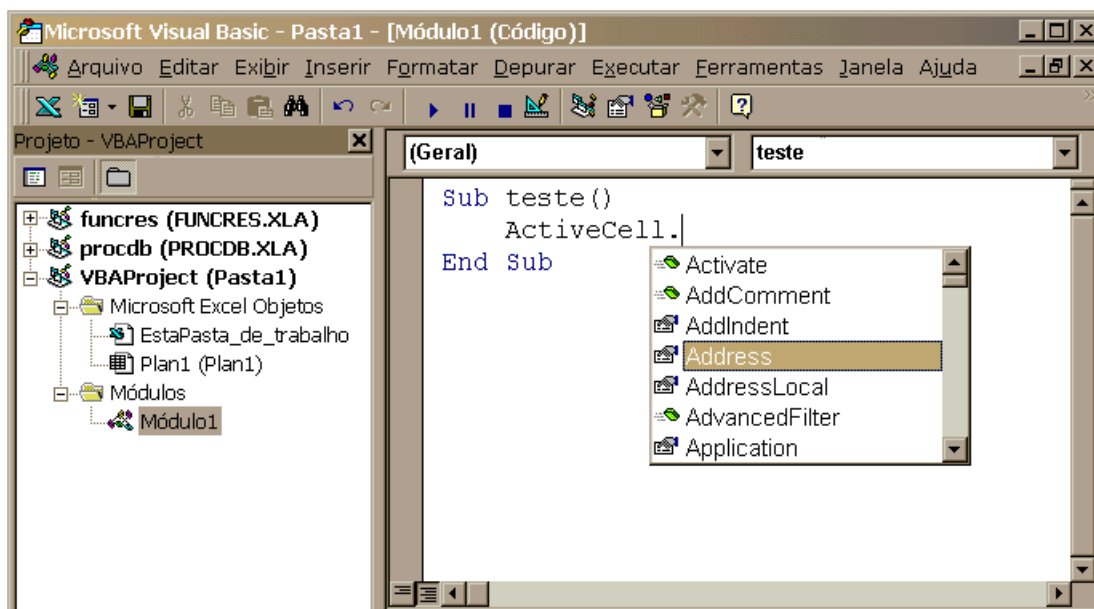 Microsoft Visual Basic - Pasta1 - [Módulo1 (Código)]
Arquivo Editar Exibir Inserir Formatar Depurar Executar Ferramentas Janela Ajuda
Projeto - VBAProject
(Geral)
teste
funcres (FUNCRES.XLA)
procdb (PROCDB.XLA)
VBAProject (Pasta1)
Microsoft Excel Objetos
EstaPasta_de_trabalho
Plan1 (Plan1)
Módulos
Módulo1
Sub teste()
ActiveCell.
End Sub
Activate
AddComment
AddIndent
Address
AddressLocal
AdvancedFilter
Application